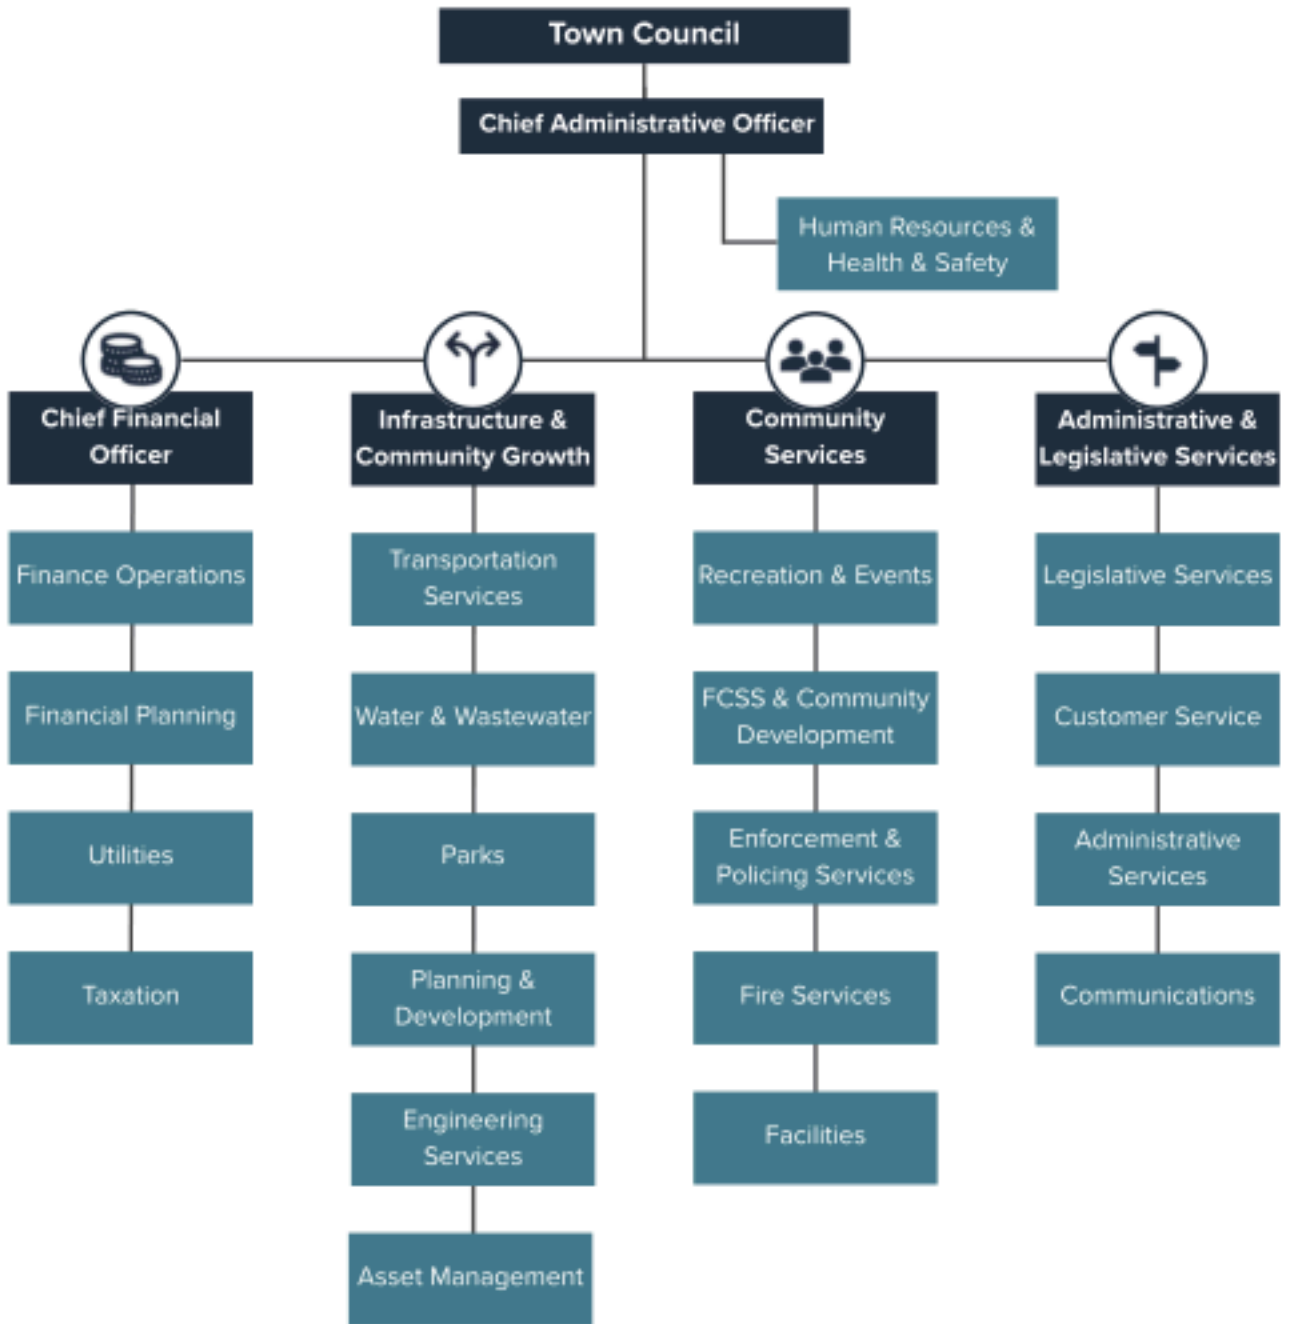 Town Council
Chief Administrative Officer
Human Resources &
Health & Safety
Chief Financial
Officer
Finance Operations
Financial Planning
Utilities
Taxation
Infrastructure &
Community Growth
Transportation
Services
Water & Wastewater
Parks
Planning &
Development
Engineering
Services
Asset Management
Community
Services
Recreation & Events
FCSS & Community
Development
Enforcement &
Policing Services
Fire Services
Facilities
Administrative &
Legislative Services
Legislative Services
Customer Service
Administrative
Services
Communications